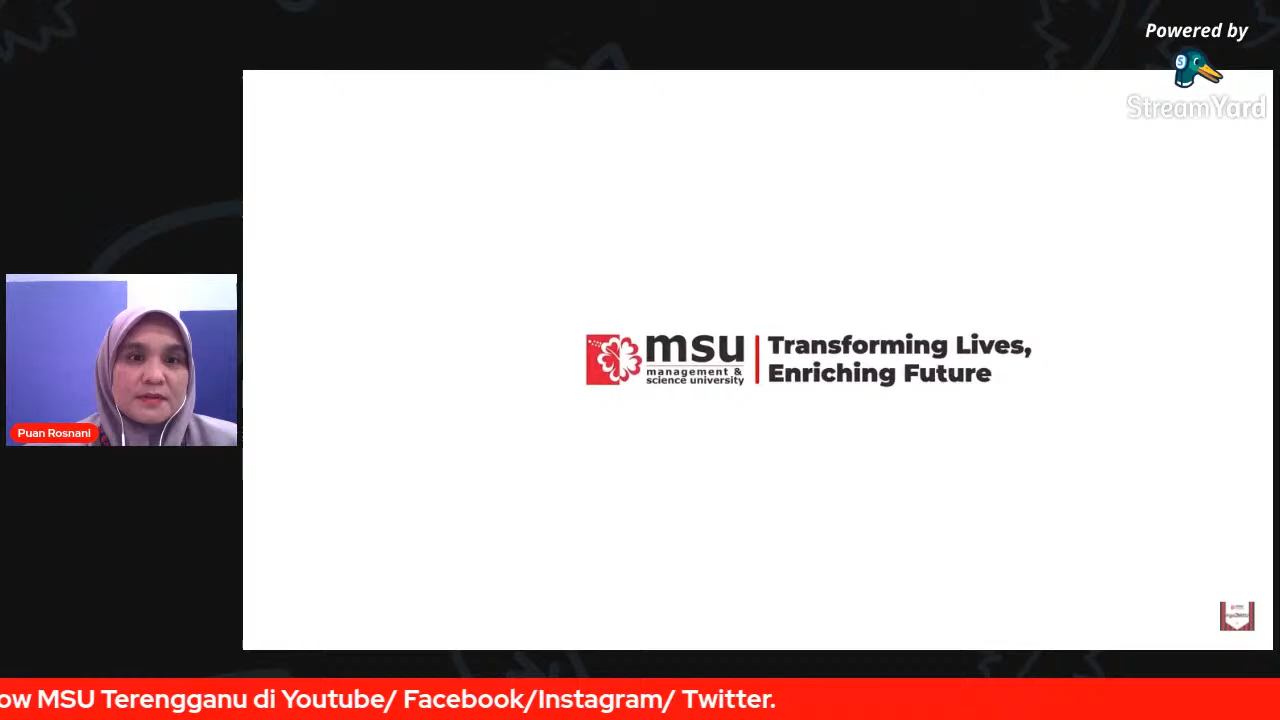 Powered by
StreamYard
msu
management &
science university
Transforming Lives,
Enriching Future
Puan Rosnani
ow MSU Terengganu di Youtube/ Facebook/Instagram/ Twitter.